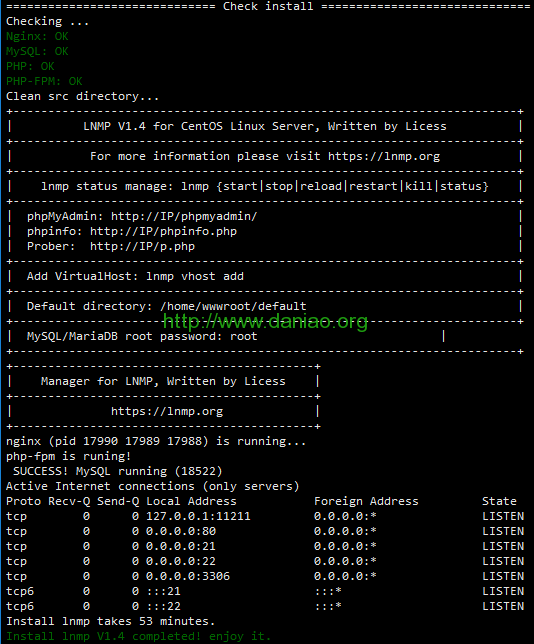 ============================== Check install ==============================
Checking ...
Nginx: OK
MySQL: OK
PHP: OK
PHP-FPM: OK
Clean src directory...
+------------------------------------------------------------------------+
| LNMP V1.4 for CentOS Linux Server, Written by Licess |
+------------------------------------------------------------------------+
| For more information please visit https://lnmp.org |
+------------------------------------------------------------------------+
| lnmp status manage: lnmp {start|stop|reload|restart|kill|status} |
+------------------------------------------------------------------------+
| phpMyAdmin: http://IP/phpmyadmin/ |
| phpinfo: http://IP/phpinfo.php |
| Prober: http://IP/p.php |
+------------------------------------------------------------------------+
| Add VirtualHost: lnmp vhost add |
+------------------------------------------------------------------------+
| Default directory: /home/wwwroot/default |
+------------------------------------------------------------------------+
http://www.daniao.org
| MySQL/MariaDB root password: root |
+------------------------------------------------------------------------+
+-------------------------------------------+
| Manager for LNMP, Written by Licess |
+-------------------------------------------+
| https://lnmp.org |
+-------------------------------------------+
nginx (pid 17990 17989 17988) is running...
php-fpm is runing!
SUCCESS! MySQL running (18522)
Active Internet connections (only servers)
Proto Recv-Q Send-Q Local Address Foreign Address State
tcp 0 0 127.0.0.1:11211 0.0.0.0:* LISTEN
tcp 0 0 0.0.0.0:80 0.0.0.0:* LISTEN
tcp 0 0 0.0.0.0:21 0.0.0.0:* LISTEN
tcp 0 0 0.0.0.0:22 0.0.0.0:* LISTEN
tcp 0 0 0.0.0.0:3306 0.0.0.0:* LISTEN
tcp6 0 0 :::21 :::* LISTEN
tcp6 0 0 :::22 :::* LISTEN
Install lnmp takes 53 minutes.
Install lnmp V1.4 completed! enjoy it.